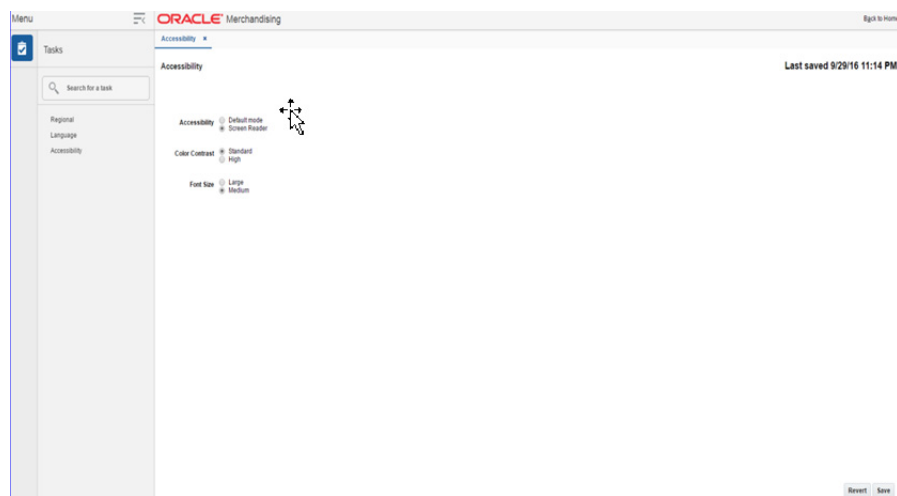 Menu
ORACLE® Merchandising
Back to Home
Accessibility ×
Tasks
Accessibility
Last saved 9/29/16 11:14 PM
Search for a task
Regional
Language
Accessibility
Accessibility
Default mode
Screen Reader
Color Contrast
Standard
High
Font Size
Large
Medium
Revert Save